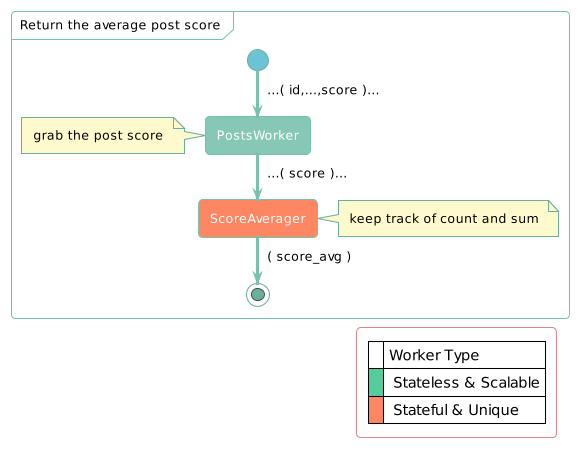 Return the average post score
...( id,...,score )...
grab the post score
PostsWorker
...( score )...
ScoreAverager
keep track of count and sum
( score_avg )
Worker Type
Stateless & Scalable
Stateful & Unique